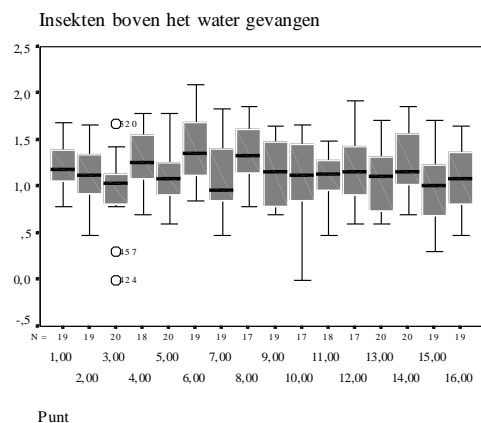 Insekten boven het water gevangen
2,5
2,0
1,5
1,0
,5
0,0
-,5
520
457
424
N = 19 19 20 18 20 19 19 17 19 17 18 17 20 20 19 19
1,00 3,00 5,00 7,00 9,00 11,00 13,00 15,00
2,00 4,00 6,00 8,00 10,00 12,00 14,00 16,00
Punt